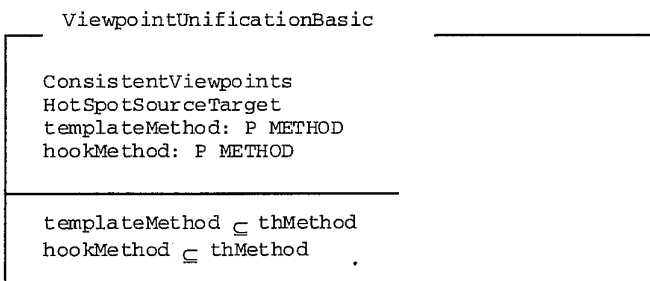 ViewpointUnificationBasic
ConsistentViewpoints
HotSpotSourceTarget
templateMethod: P METHOD
hookMethod: P METHOD
templateMethod ⊆ thMethod
hookMethod ⊆ thMethod